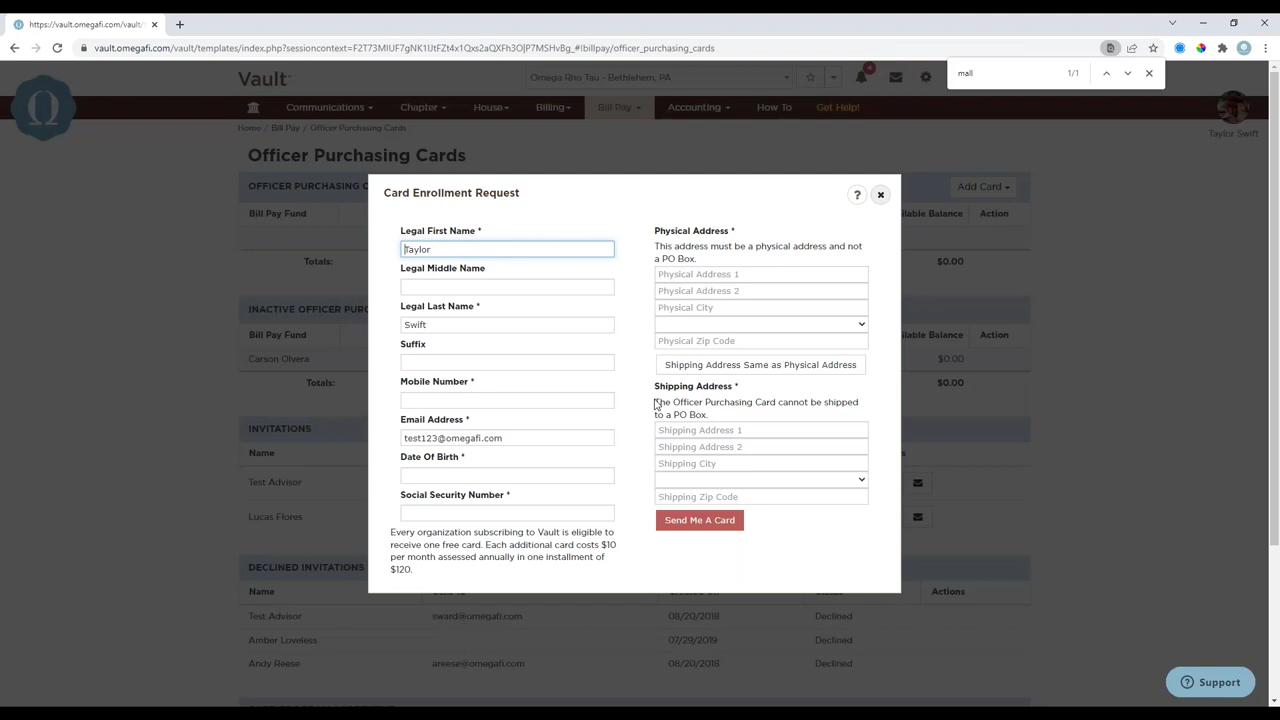 https://vault.omegafi.com/vault/
vault.omegafi.com/vault/templates/index.php?sessioncontext=F2T73MIUF7gNK1UtFZt4x1Qxs2aQXFh3OJP7MSHvBg_#!billpay/officer_purchasing_cards
mall 1/1
Vault
Omega Rho Tau - Bethlehem, PA
4
Communications Chapter House Billing Bill Pay Accounting How To Get Help!
Taylor Swift
Home Bill Pay Officer Purchasing Cards
Officer Purchasing Cards
OFFICER PURCHASING C
Add Card
Bill Pay Fund
ilable Balance Action
Totals:
$0.00
INACTIVE OFFICER PUR
Bill Pay Fund
ilable Balance Action
Carson Olvera
$0.00
Totals:
$0.00
INVITATIONS
Name
Actions
Test Advisor
Lucas Flores
DECLINED INVITATIONS
Name
Actions
Test Advisor sward@omegafi.com 08/20/2018 Declined
Amber Loveless 07/29/2019 Declined
Andy Reese areese@omegafi.com 08/20/2018 Declined
Card Enrollment Request
?
Legal First Name *
Taylor
Legal Middle Name
Legal Last Name *
Swift
Suffix
Mobile Number *
Email Address *
test123@omegafi.com
Date Of Birth *
Social Security Number *
Every organization subscribing to Vault is eligible to
receive one free card. Each additional card costs $10
per month assessed annually in one installment of
$120.
Physical Address *
This address must be a physical address and not
a PO Box.
Physical Address 1
Physical Address 2
Physical City
Physical Zip Code
Shipping Address Same as Physical Address
Shipping Address *
The Officer Purchasing Card cannot be shipped
to a PO Box.
Shipping Address 1
Shipping Address 2
Shipping City
Shipping Zip Code
Send Me A Card
Support